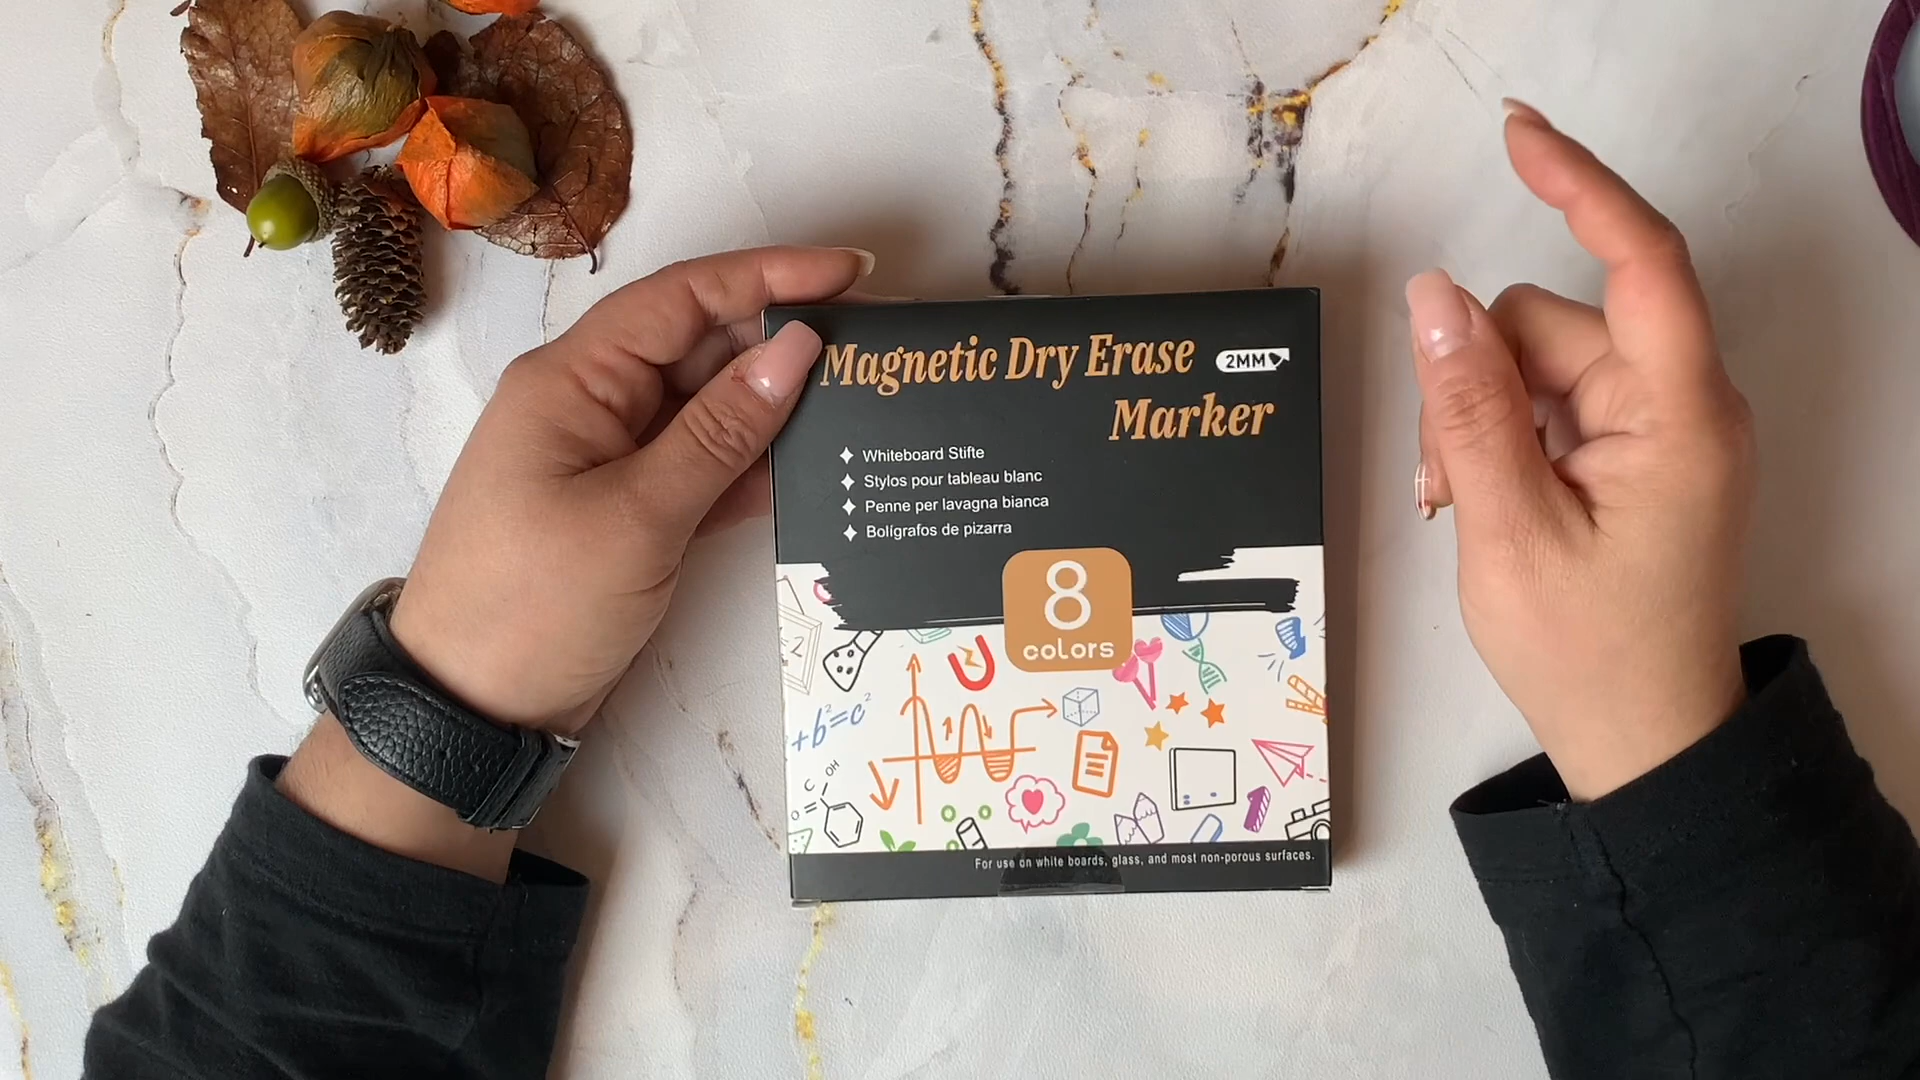 Magnetic Dry Erase 2MM
Marker
Whiteboard Stifte
Stylos pour tableau blanc
Penne per lavagna bianca
Bolígrafos de pizarra
8
colors
+b²=c²
C
OH
O
For use on white boards, glass, and most non-porous surfaces.